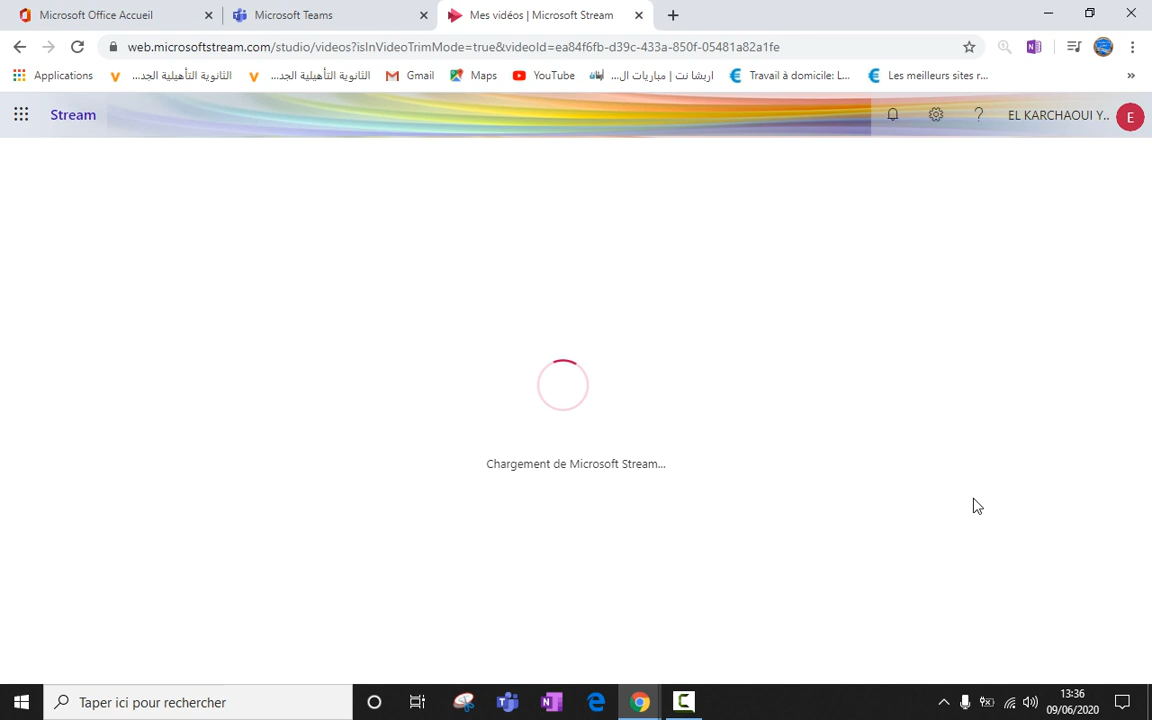 Microsoft Office Accueil
Microsoft Teams
Mes vidéos | Microsoft Stream
web.microsoftstream.com/studio/videos?isInVideoTrimMode=true&videoId=ea84f6fb-d39c-433a-850f-05481a82a1fe
Applications
الثانوية التأهيلية الجد...
الثانوية التأهيلية الجد...
Gmail
Maps
YouTube
اربشا نت | مباريات ال...
Travail à domicile: L...
Les meilleurs sites r...
Stream
EL KARCHAOUI Y..
E
Chargement de Microsoft Stream...
Taper ici pour rechercher
13:36
09/06/2020